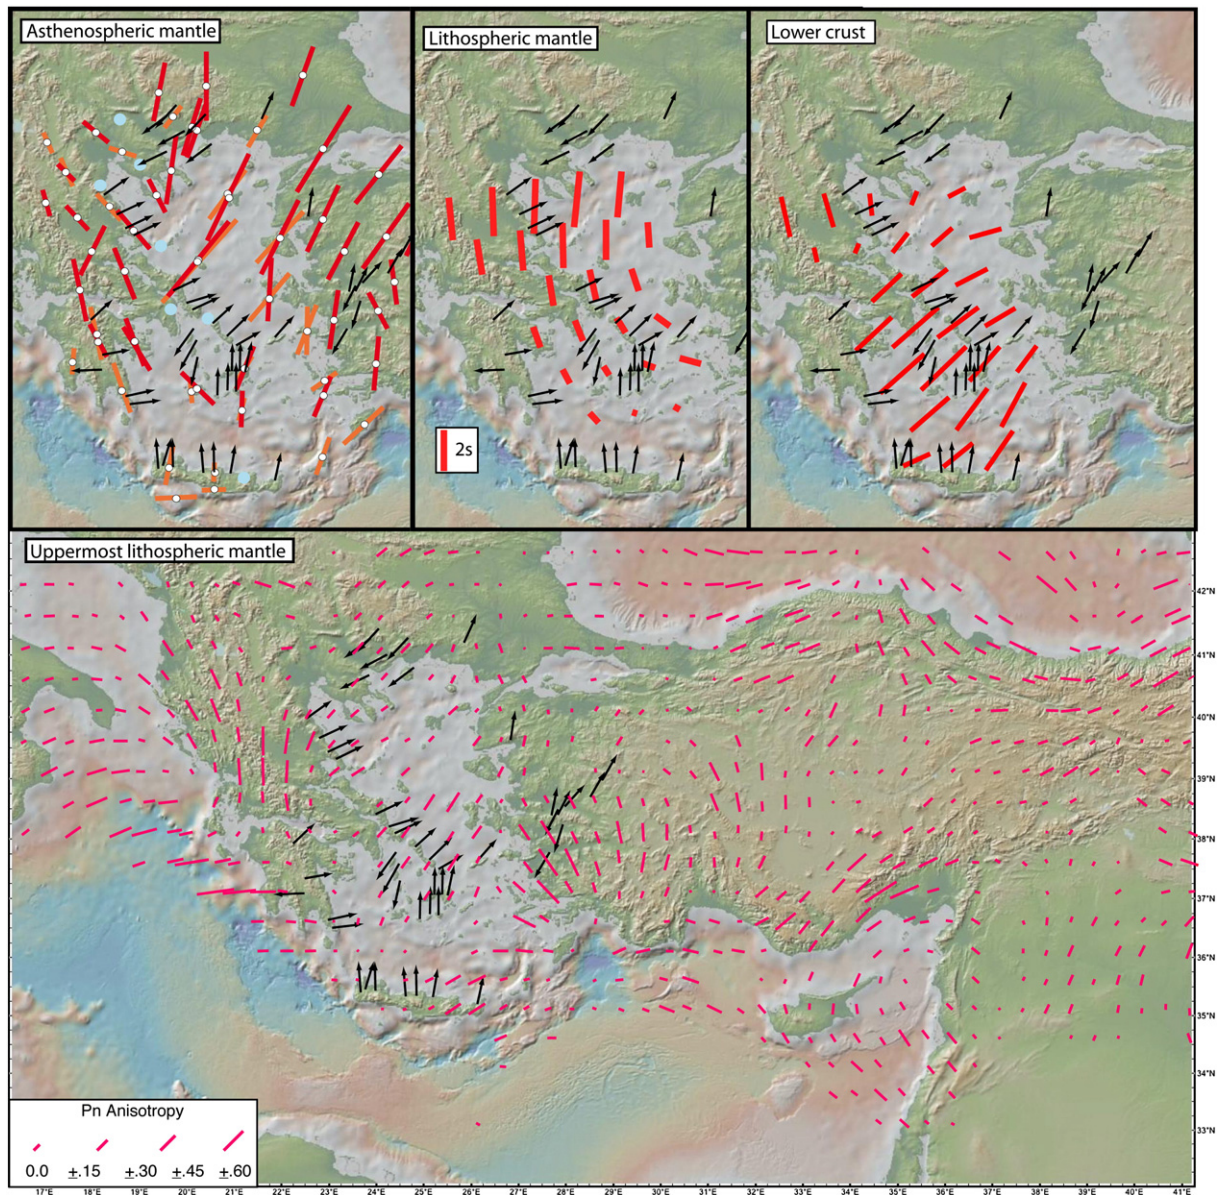 Asthenospheric mantle
Lithospheric mantle
Lower crust
2s
Uppermost lithospheric mantle
42°N
41°N
40°N
39°N
38°N
37°N
36°N
35°N
34°N
33°N
Pn Anisotropy
0.0 ±.15 ±.30 ±.45 ±.60
17°E 18°E 19°E 20°E 21°E 22°E 23°E 24°E 25°E 26°E 27°E 28°E 29°E 30°E 31°E 32°E 33°E 34°E 35°E 36°E 37°E 38°E 39°E 40°E 41°E